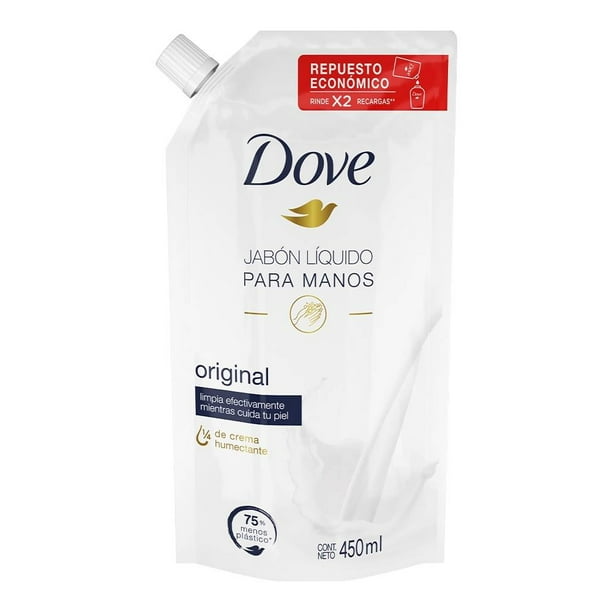 REPUESTO
ECONÓMICO
RINDE X2 RECARGAS**
Dove
Dove
JABÓN LÍQUIDO
PARA MANOS
original
limpia efectivamente
mientras cuida tu piel
¼ de crema
humectante
75%
menos
plástico*
CONT.
NETO 450ml